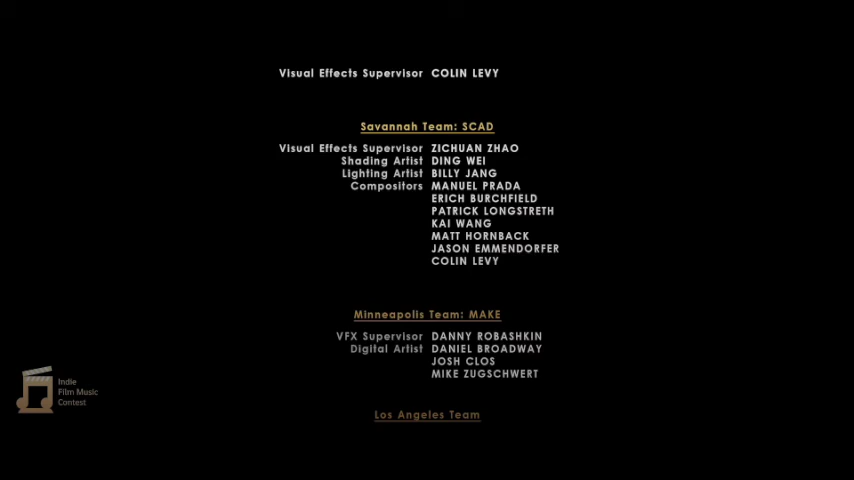 Visual Effects Supervisor COLIN LEVY
Savannah Team: SCAD
Visual Effects Supervisor ZICHUAN ZHAO
Shading Artist DING WEI
Lighting Artist BILLY JANG
Compositors MANUEL PRADA
ERICH BURCHFIELD
PATRICK LONGSTRETH
KAI WANG
MATT HORNBACK
JASON EMMENDORFER
COLIN LEVY
Minneapolis Team: MAKE
VFX Supervisor DANNY ROBASHKIN
Digital Artist DANIEL BROADWAY
JOSH CLOS
MIKE ZUGSCHWERT
Indie
Film Music
Contest
Los Angeles Team